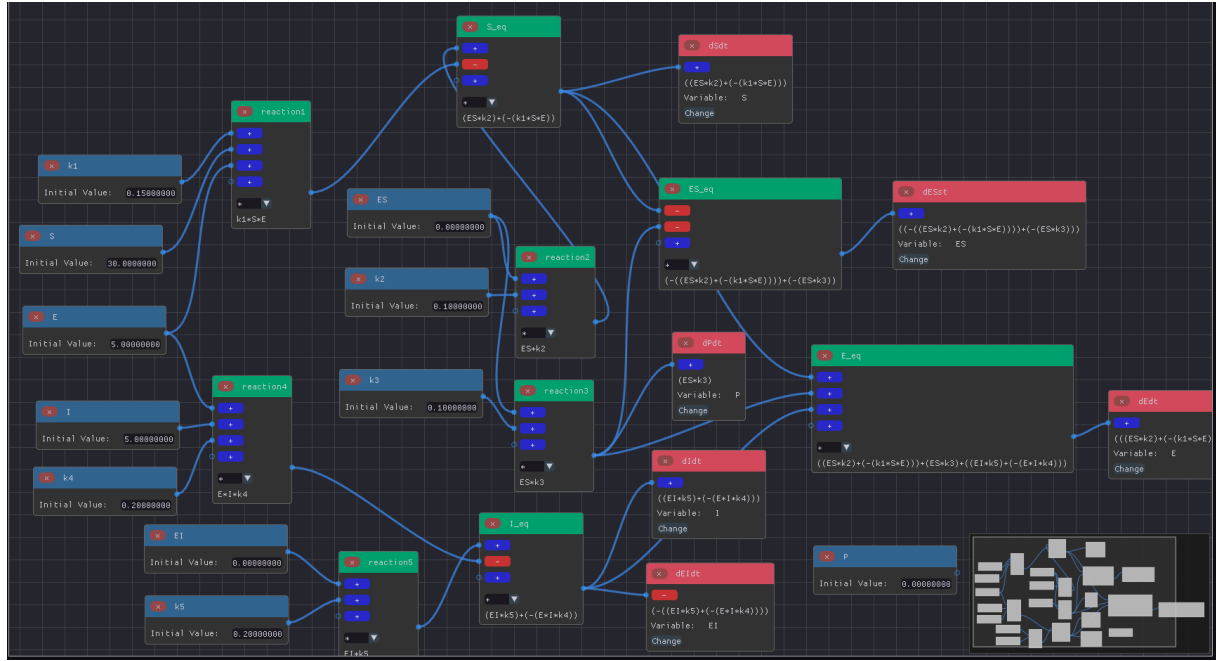 S_eq
+
-
+
* ▼
(ES*k2)+(-(k1*S*E))
dSdt
+
((ES*k2)+(-(k1*S*E)))
Variable: S
Change
reaction1
+
+
+
+
* ▼
k1*S*E
k1
Initial Value: 0.15000000
S
Initial Value: 30.0000000
E
Initial Value: 5.00000000
ES
Initial Value: 0.00000000
k2
Initial Value: 0.10000000
reaction2
+
+
+
* ▼
ES*k2
ES_eq
-
-
+
+ ▼
(-((ES*k2)+(-(k1*S*E))))+(-(ES*k3))
dESst
+
((-((ES*k2)+(-(k1*S*E))))+(-(ES*k3)))
Variable: ES
Change
k3
Initial Value: 0.10000000
reaction3
+
+
+
* ▼
ES*k3
dPdt
+
(ES*k3)
Variable: P
Change
E_eq
+
+
+
+
+ ▼
((ES*k2)+(-(k1*S*E)))+(ES*k3)+((EI*k5)+(-(E*I*k4)))
dEdt
+
(((ES*k2)+(-(k1*S*E)
Variable: E
Change
reaction4
+
+
+
+
* ▼
E*I*k4
I
Initial Value: 5.00000000
k4
Initial Value: 0.20000000
EI
Initial Value: 0.00000000
k5
Initial Value: 0.20000000
reaction5
+
+
+
* ▼
EI*k5
I_eq
+
-
+
+ ▼
(EI*k5)+(-(E*I*k4))
dIdt
+
((EI*k5)+(-(E*I*k4)))
Variable: I
Change
dEIdt
-
(-((EI*k5)+(-(E*I*k4))))
Variable: EI
Change
P
Initial Value: 0.00000000